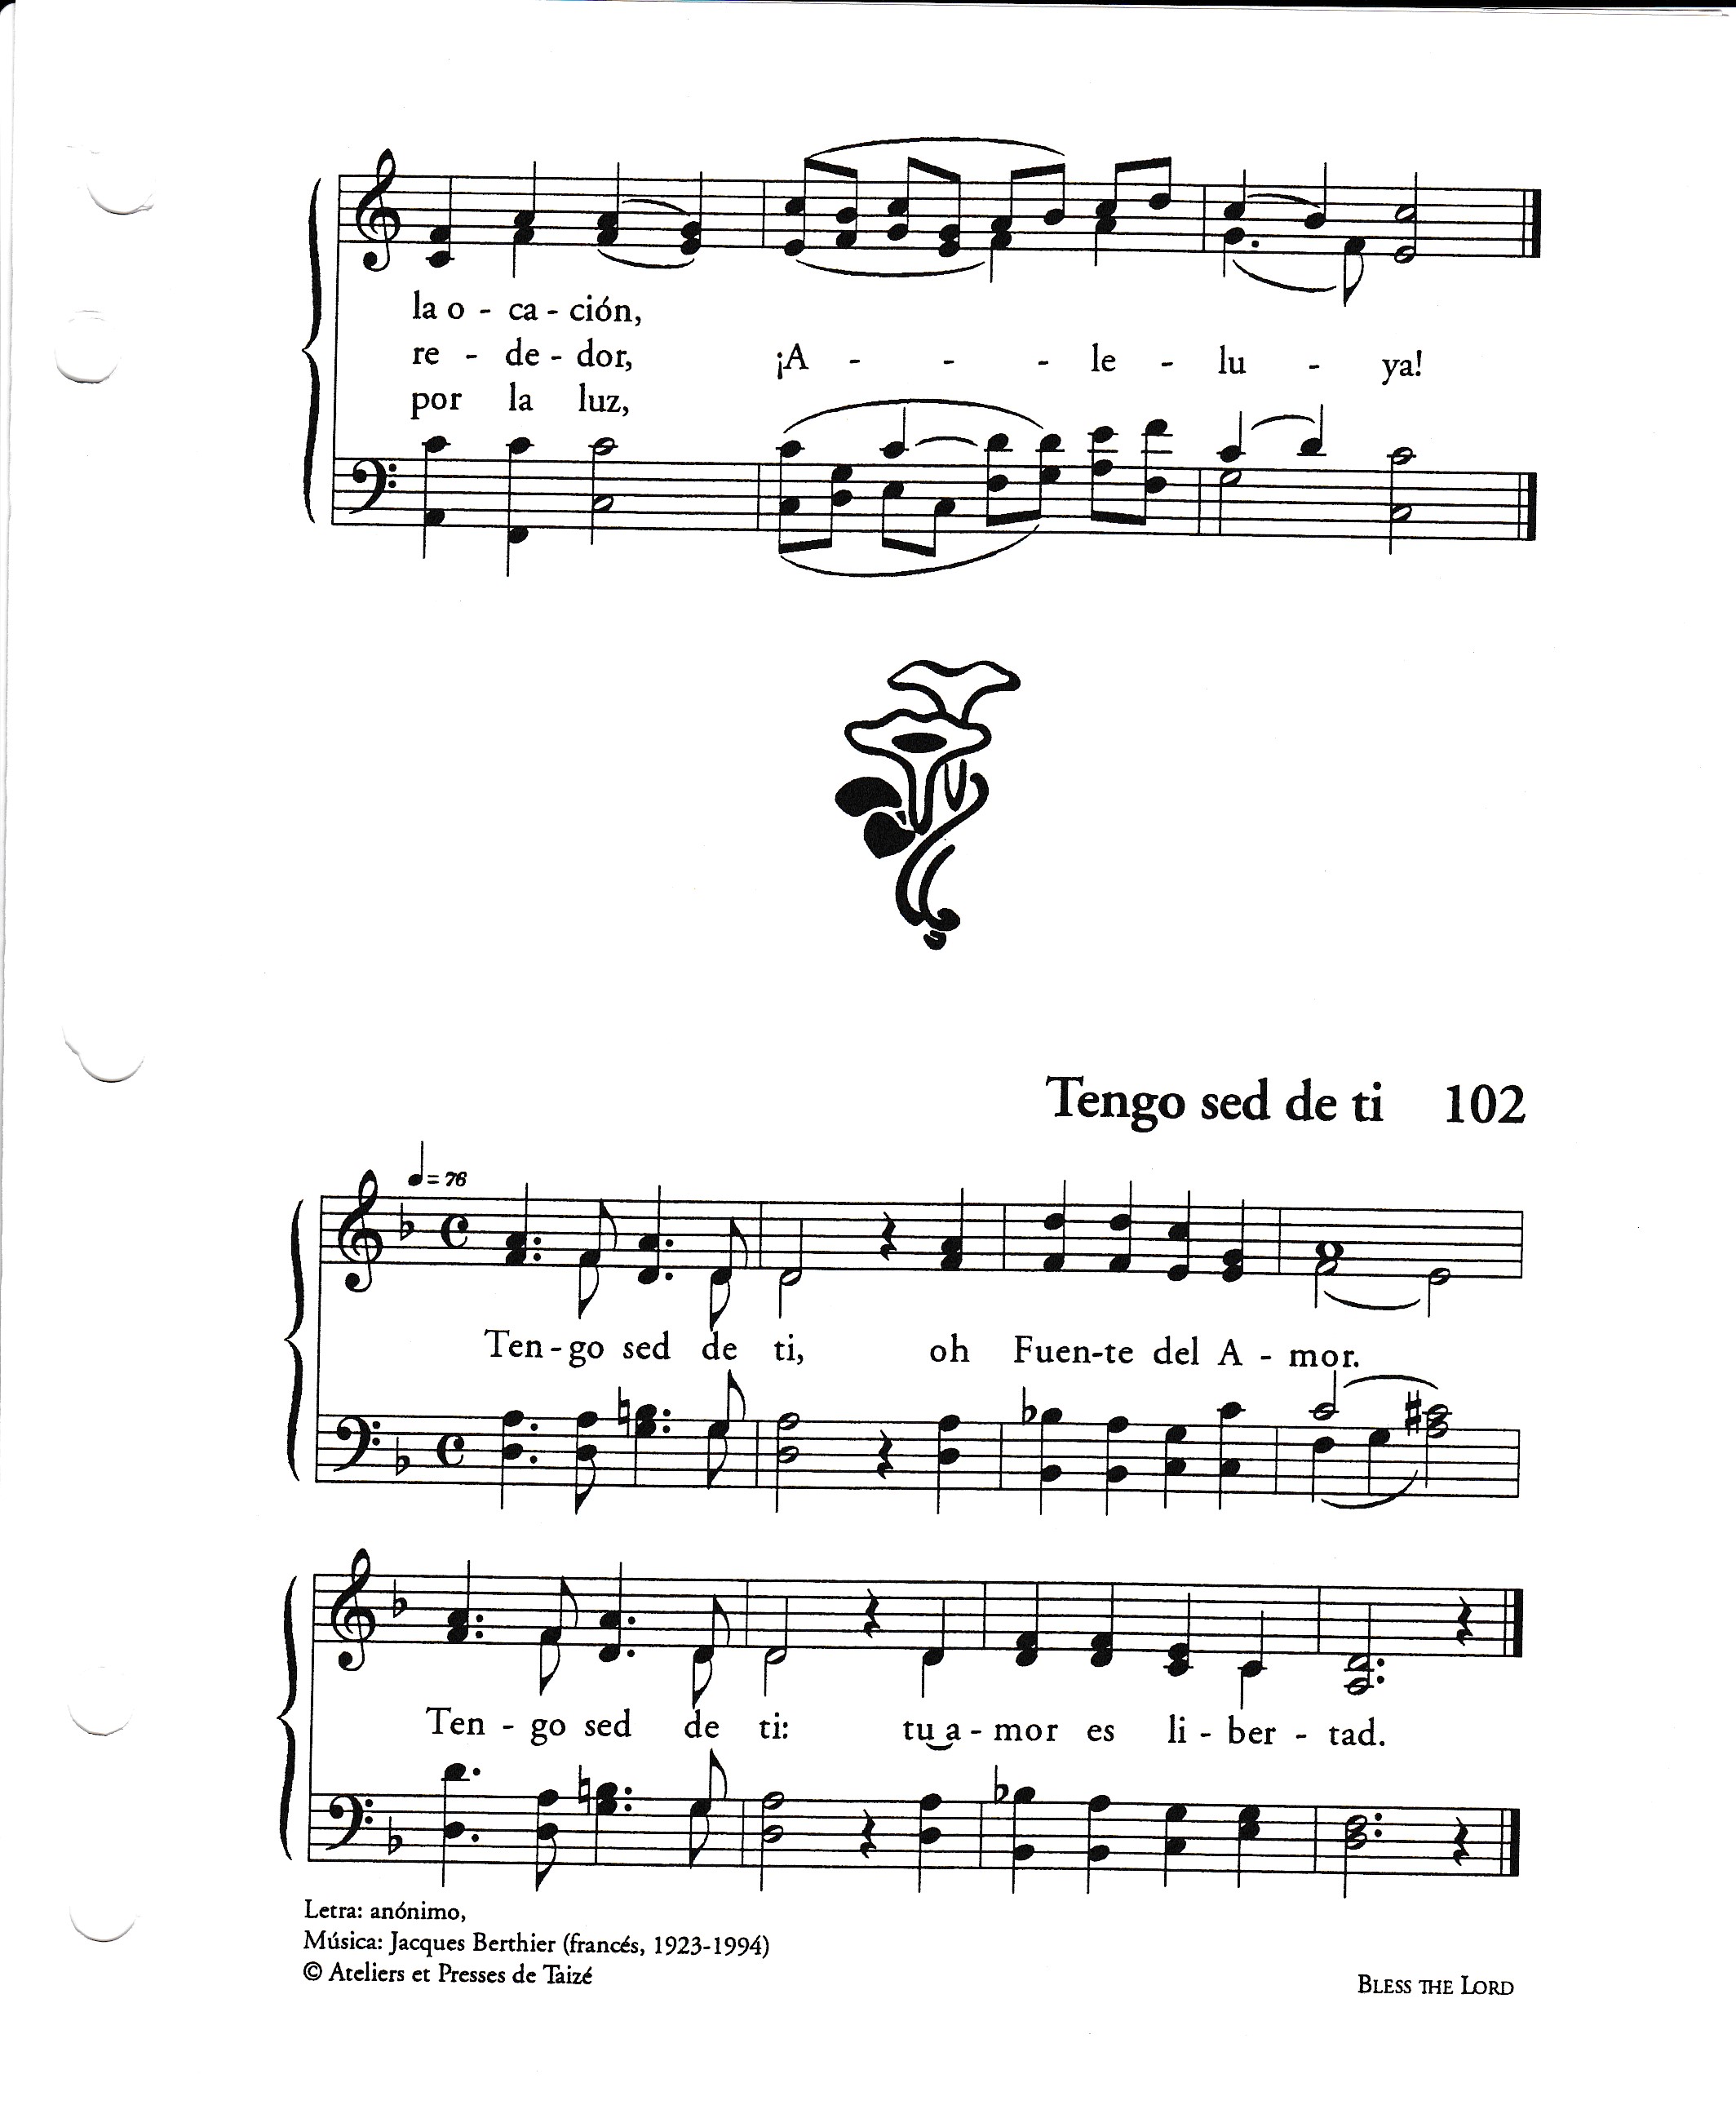 la o - ca - ción,
re - de - dor, ¡A - - - le - lu - ya!
por la luz,
Tengo sed de ti 102
= 76
Ten - go sed de ti, oh Fuen - te del A - mor.
Ten - go sed de ti: tu a - mor es li - ber - tad.
Letra: anónimo,
Música: Jacques Berthier (francés, 1923-1994)
© Ateliers et Presses de Taizé
BLESS THE LORD